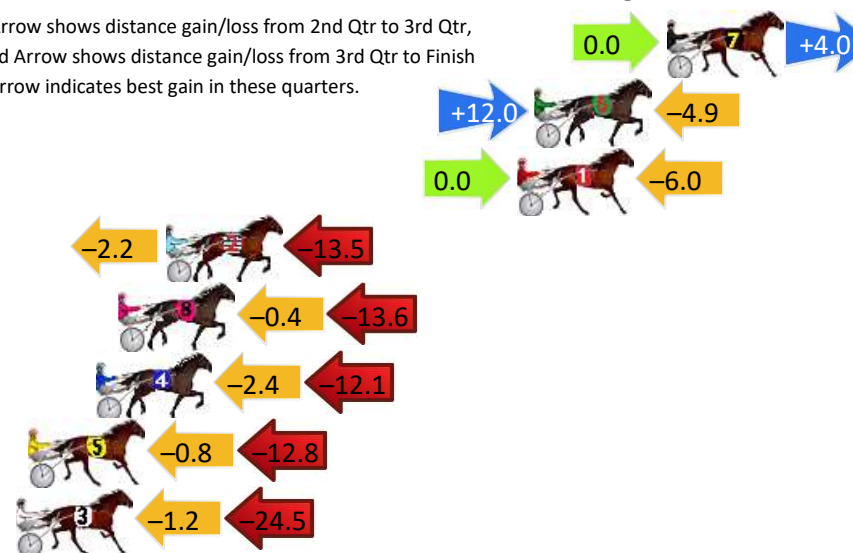 rrow shows distance gain/loss from 2nd Qtr to 3rd Qtr,
d Arrow shows distance gain/loss from 3rd Qtr to Finish
rrow indicates best gain in these quarters.
0.0 7 +4.0
+12.0 6 –4.9
0.0 1 –6.0
–2.2 2 –13.5
8 –0.4 –13.6
4 –2.4 –12.1
5 –0.8 –12.8
3 –1.2 –24.5